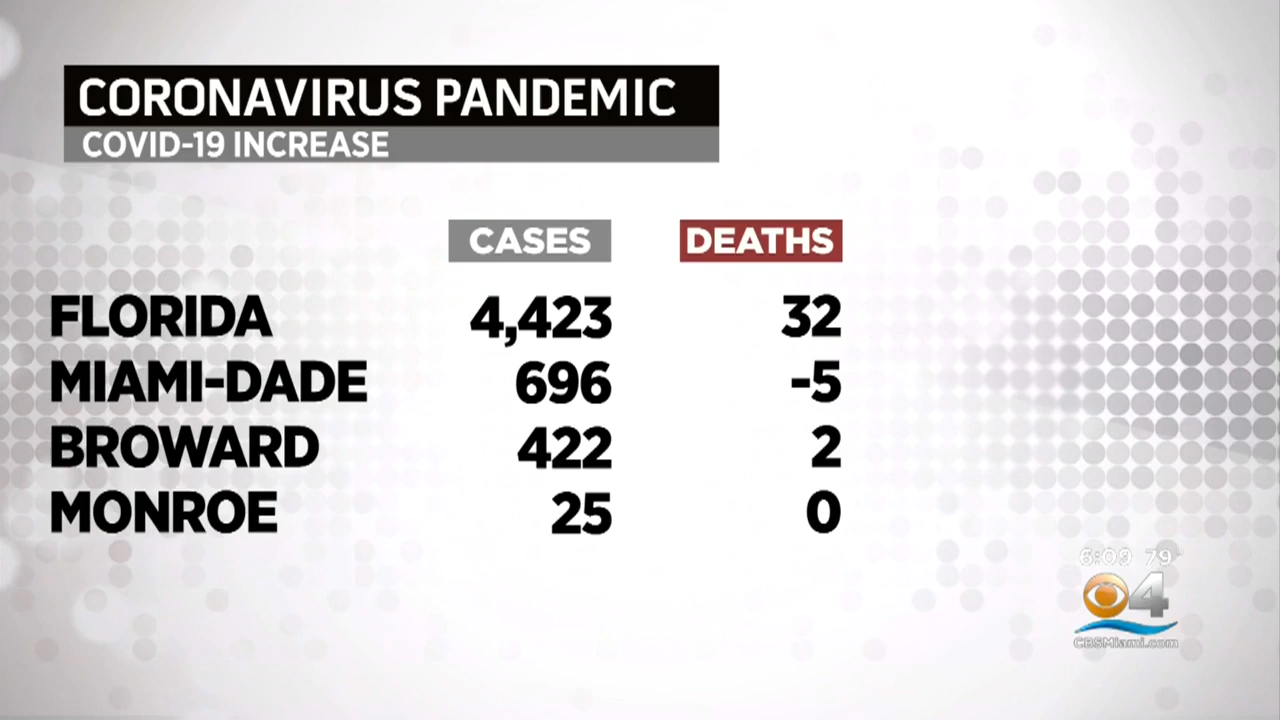 CORONAVIRUS PANDEMIC
COVID-19 INCREASE
CASES DEATHS
FLORIDA 4,423 32
MIAMI-DADE 696 -5
BROWARD 422 2
MONROE 25 0
6:09 79°
4
CBSMiami.com